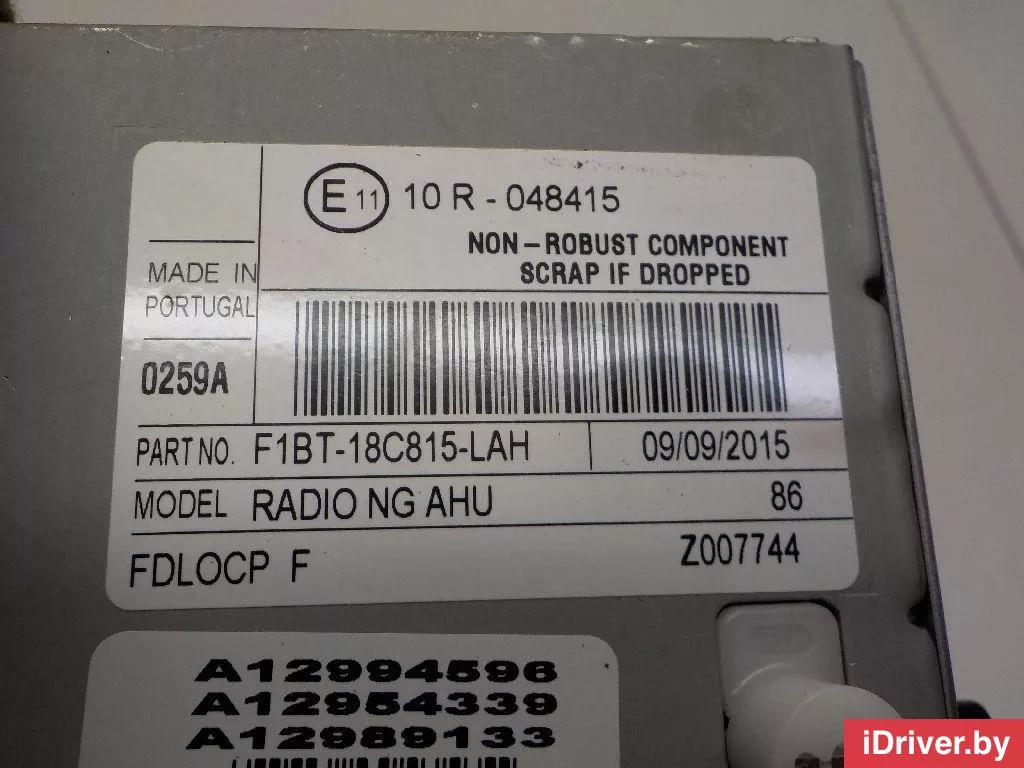 E 11 10 R - 048415
NON-ROBUST COMPONENT
SCRAP IF DROPPED
MADE IN
PORTUGAL
0259A
PART NO. F1BT-18C815-LAH 09/09/2015
MODEL RADIO NG AHU 86
FDLOCP F Z007744
A12994596
A12954339
A12989133
iDriver.by